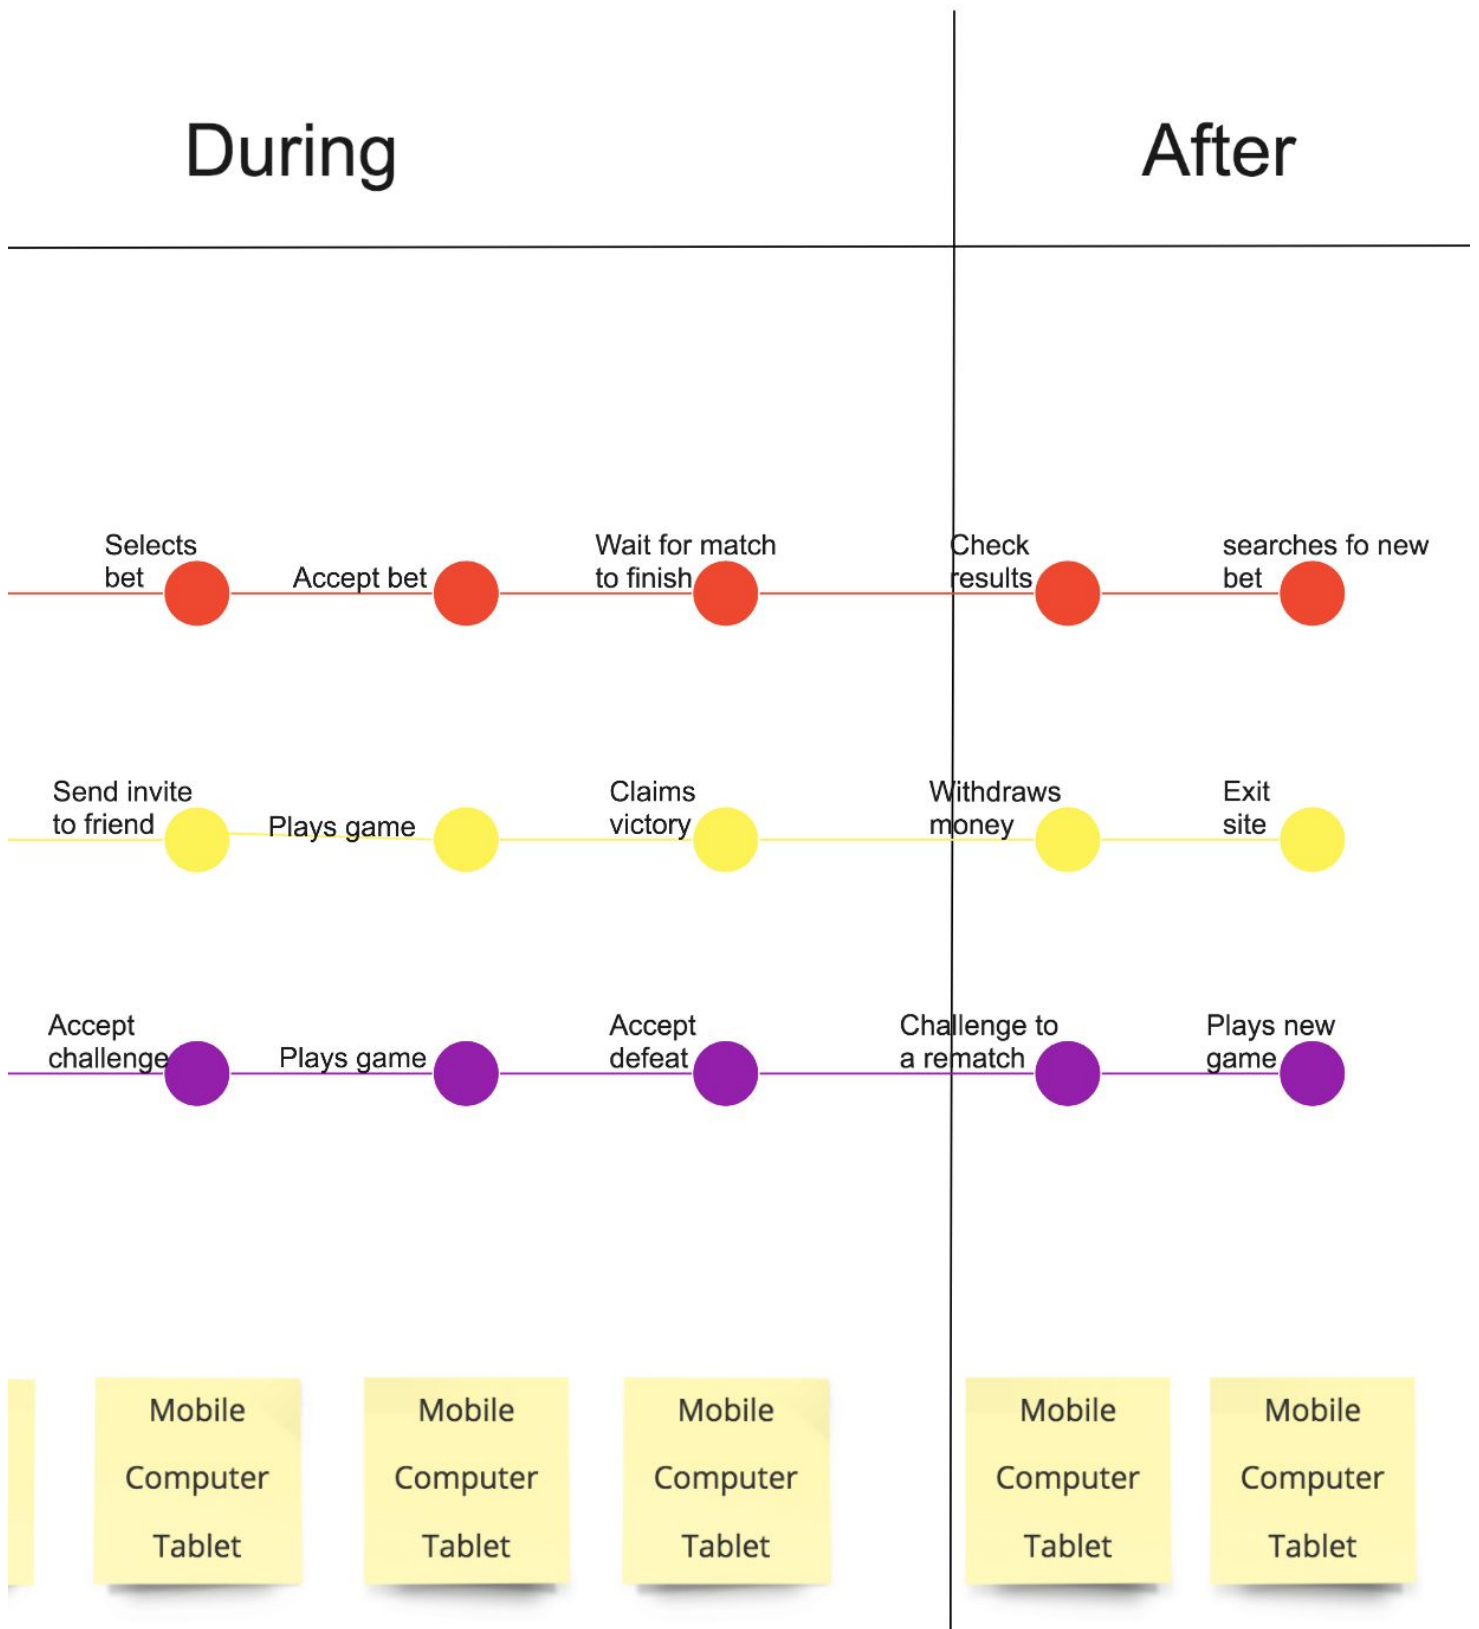 During
After
Selects
bet
Accept bet
Wait for match
to finish
Check
results
searches fo new
bet
Send invite
to friend
Plays game
Claims
victory
Withdraws
money
Exit
site
Accept
challenge
Plays game
Accept
defeat
Challenge to
a rematch
Plays new
game
Mobile
Computer
Tablet
Mobile
Computer
Tablet
Mobile
Computer
Tablet
Mobile
Computer
Tablet
Mobile
Computer
Tablet